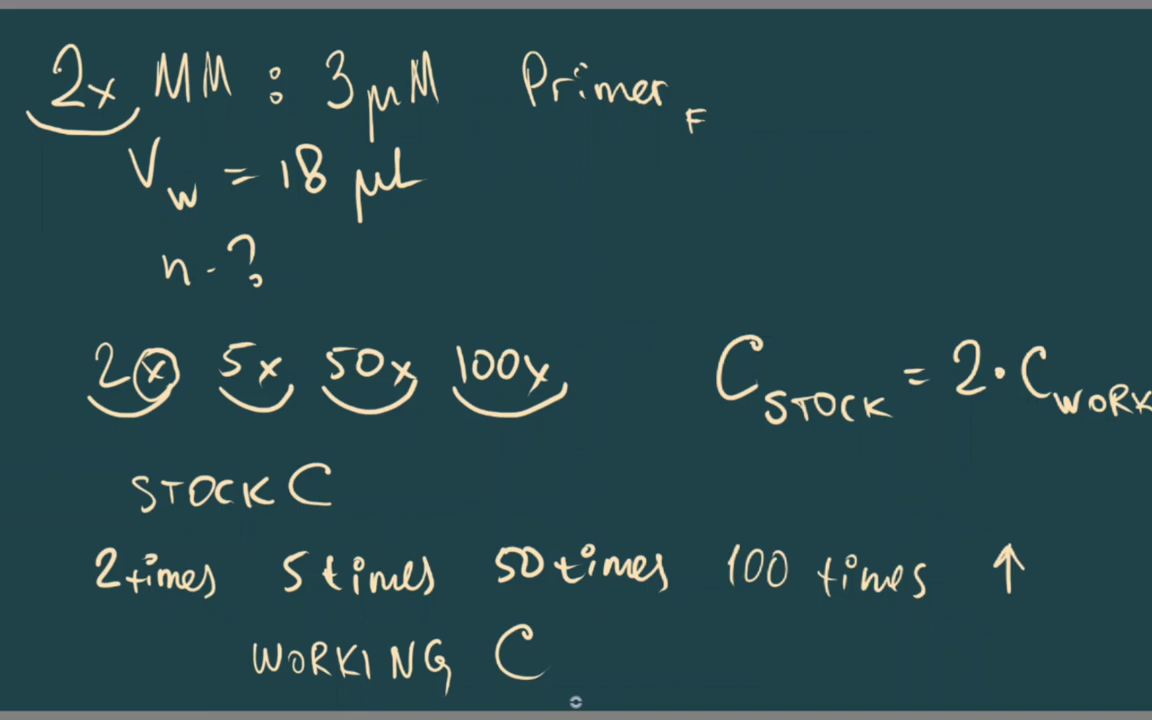 2x MM : 3 µM Primer F
V w = 18 µL
n - ?
2x 5x 50x 100x
C STOCK = 2 · C WORK
STOCK C
2 times 5 times 50 times 100 times ↑
WORKING C